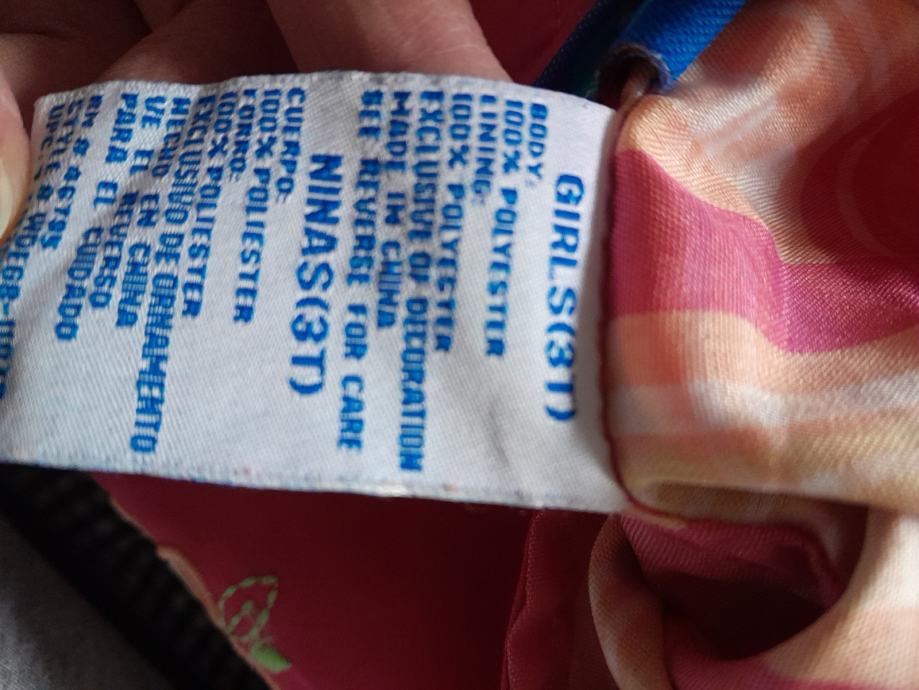 GIRLS(3T)
BODY:
100% POLYESTER
LINING:
100% POLYESTER
EXCLUSIVE OF DECORATION
MADE IN CHINA
SEE REVERSE FOR CARE
NINAS(3T)
CUERPO:
100% POLIESTER
FORRO:
100% POLIESTER
EXCLUSIVO DE ORNAMENTO
HECHO EN CHINA
VE EL REVERSO
PARA EL CUIDADO
RN #
STYLE #